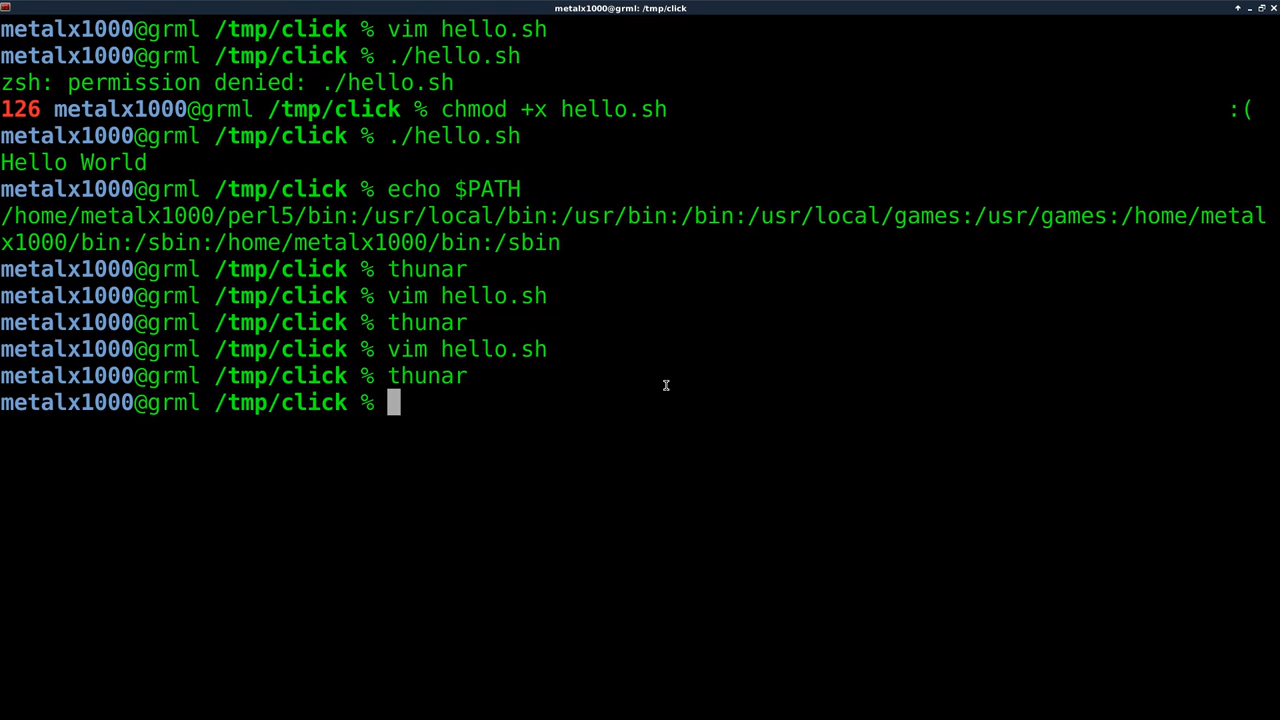 metalx1000@grml: /tmp/click
metalx1000@grml /tmp/click % vim hello.sh
metalx1000@grml /tmp/click % ./hello.sh
zsh: permission denied: ./hello.sh
126 metalx1000@grml /tmp/click % chmod +x hello.sh :(
metalx1000@grml /tmp/click % ./hello.sh
Hello World
metalx1000@grml /tmp/click % echo $PATH
/home/metalx1000/perl5/bin:/usr/local/bin:/usr/bin:/bin:/usr/local/games:/usr/games:/home/metal
x1000/bin:/sbin:/home/metalx1000/bin:/sbin
metalx1000@grml /tmp/click % thunar
metalx1000@grml /tmp/click % vim hello.sh
metalx1000@grml /tmp/click % thunar
metalx1000@grml /tmp/click % vim hello.sh
metalx1000@grml /tmp/click % thunar
metalx1000@grml /tmp/click %